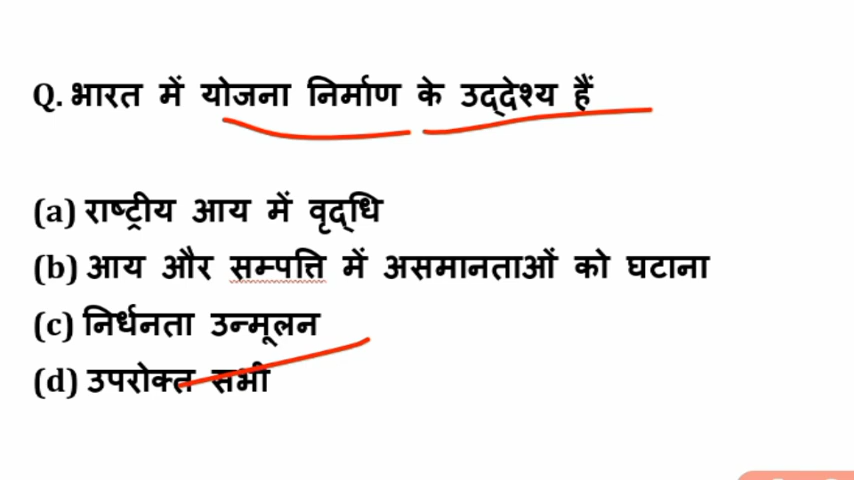 Q. भारत में योजना निर्माण के उद्देश्य हैं
(a) राष्ट्रीय आय में वृद्धि
(b) आय और सम्पत्ति में असमानताओं को घटाना
(c) निर्धनता उन्मूलन
(d) उपरोक्त सभी